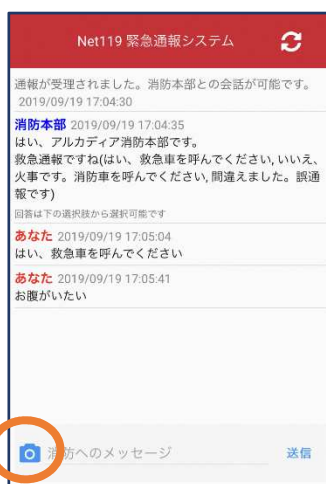 Net119 緊急通報システム
通報が受理されました。消防本部との会話が可能です。
2019/09/19 17:04:30
消防本部 2019/09/19 17:04:35
はい、アルカディア消防本部です。
救急通報ですね(はい、救急車を呼んでください, いいえ、
火事です。消防車を呼んでください, 間違えました。誤通
報です)
回答は下の選択肢から選択可能です
あなた 2019/09/19 17:05:04
はい、救急車を呼んでください
あなた 2019/09/19 17:05:41
お腹がいたい
消防へのメッセージ 送信